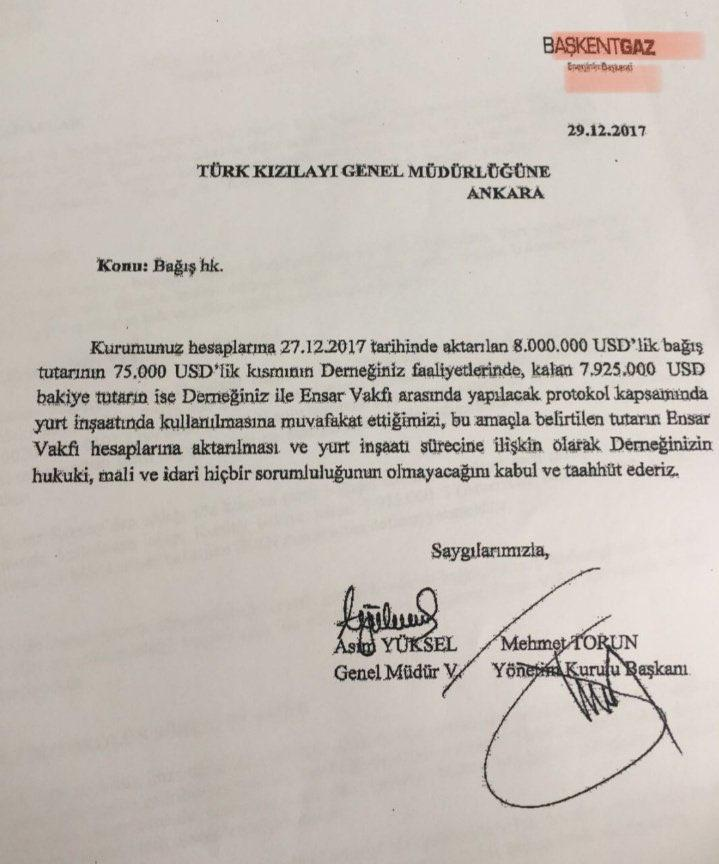 BAŞKENTGAZ
Enerjinin Başkenti
29.12.2017
TÜRK KIZILAYI GENEL MÜDÜRLÜĞÜNE
ANKARA
Konu: Bağış hk.
Kurumunuz hesaplarına 27.12.2017 tarihinde aktarılan 8.000.000 USD'lik bağış
tutarının 75.000 USD'lik kısmının Derneğiniz faaliyetlerinde, kalan 7.925.000 USD
bakiye tutarın ise Derneğiniz ile Ensar Vakfı arasında yapılacak protokol kapsamında
yurt inşaatında kullanılmasına muvafakat ettiğimizi, bu amaçla belirtilen tutarın Ensar
Vakfı hesaplarına aktarılması ve yurt inşaatı sürecine ilişkin olarak Derneğinizin
hukuki, mali ve idari hiçbir sorumluluğunun olmayacağını kabul ve taahhüt ederiz.
Saygılarımızla,
Asım YÜKSEL Mehmet TORUN
Genel Müdür V. Yönetim Kurulu Başkanı